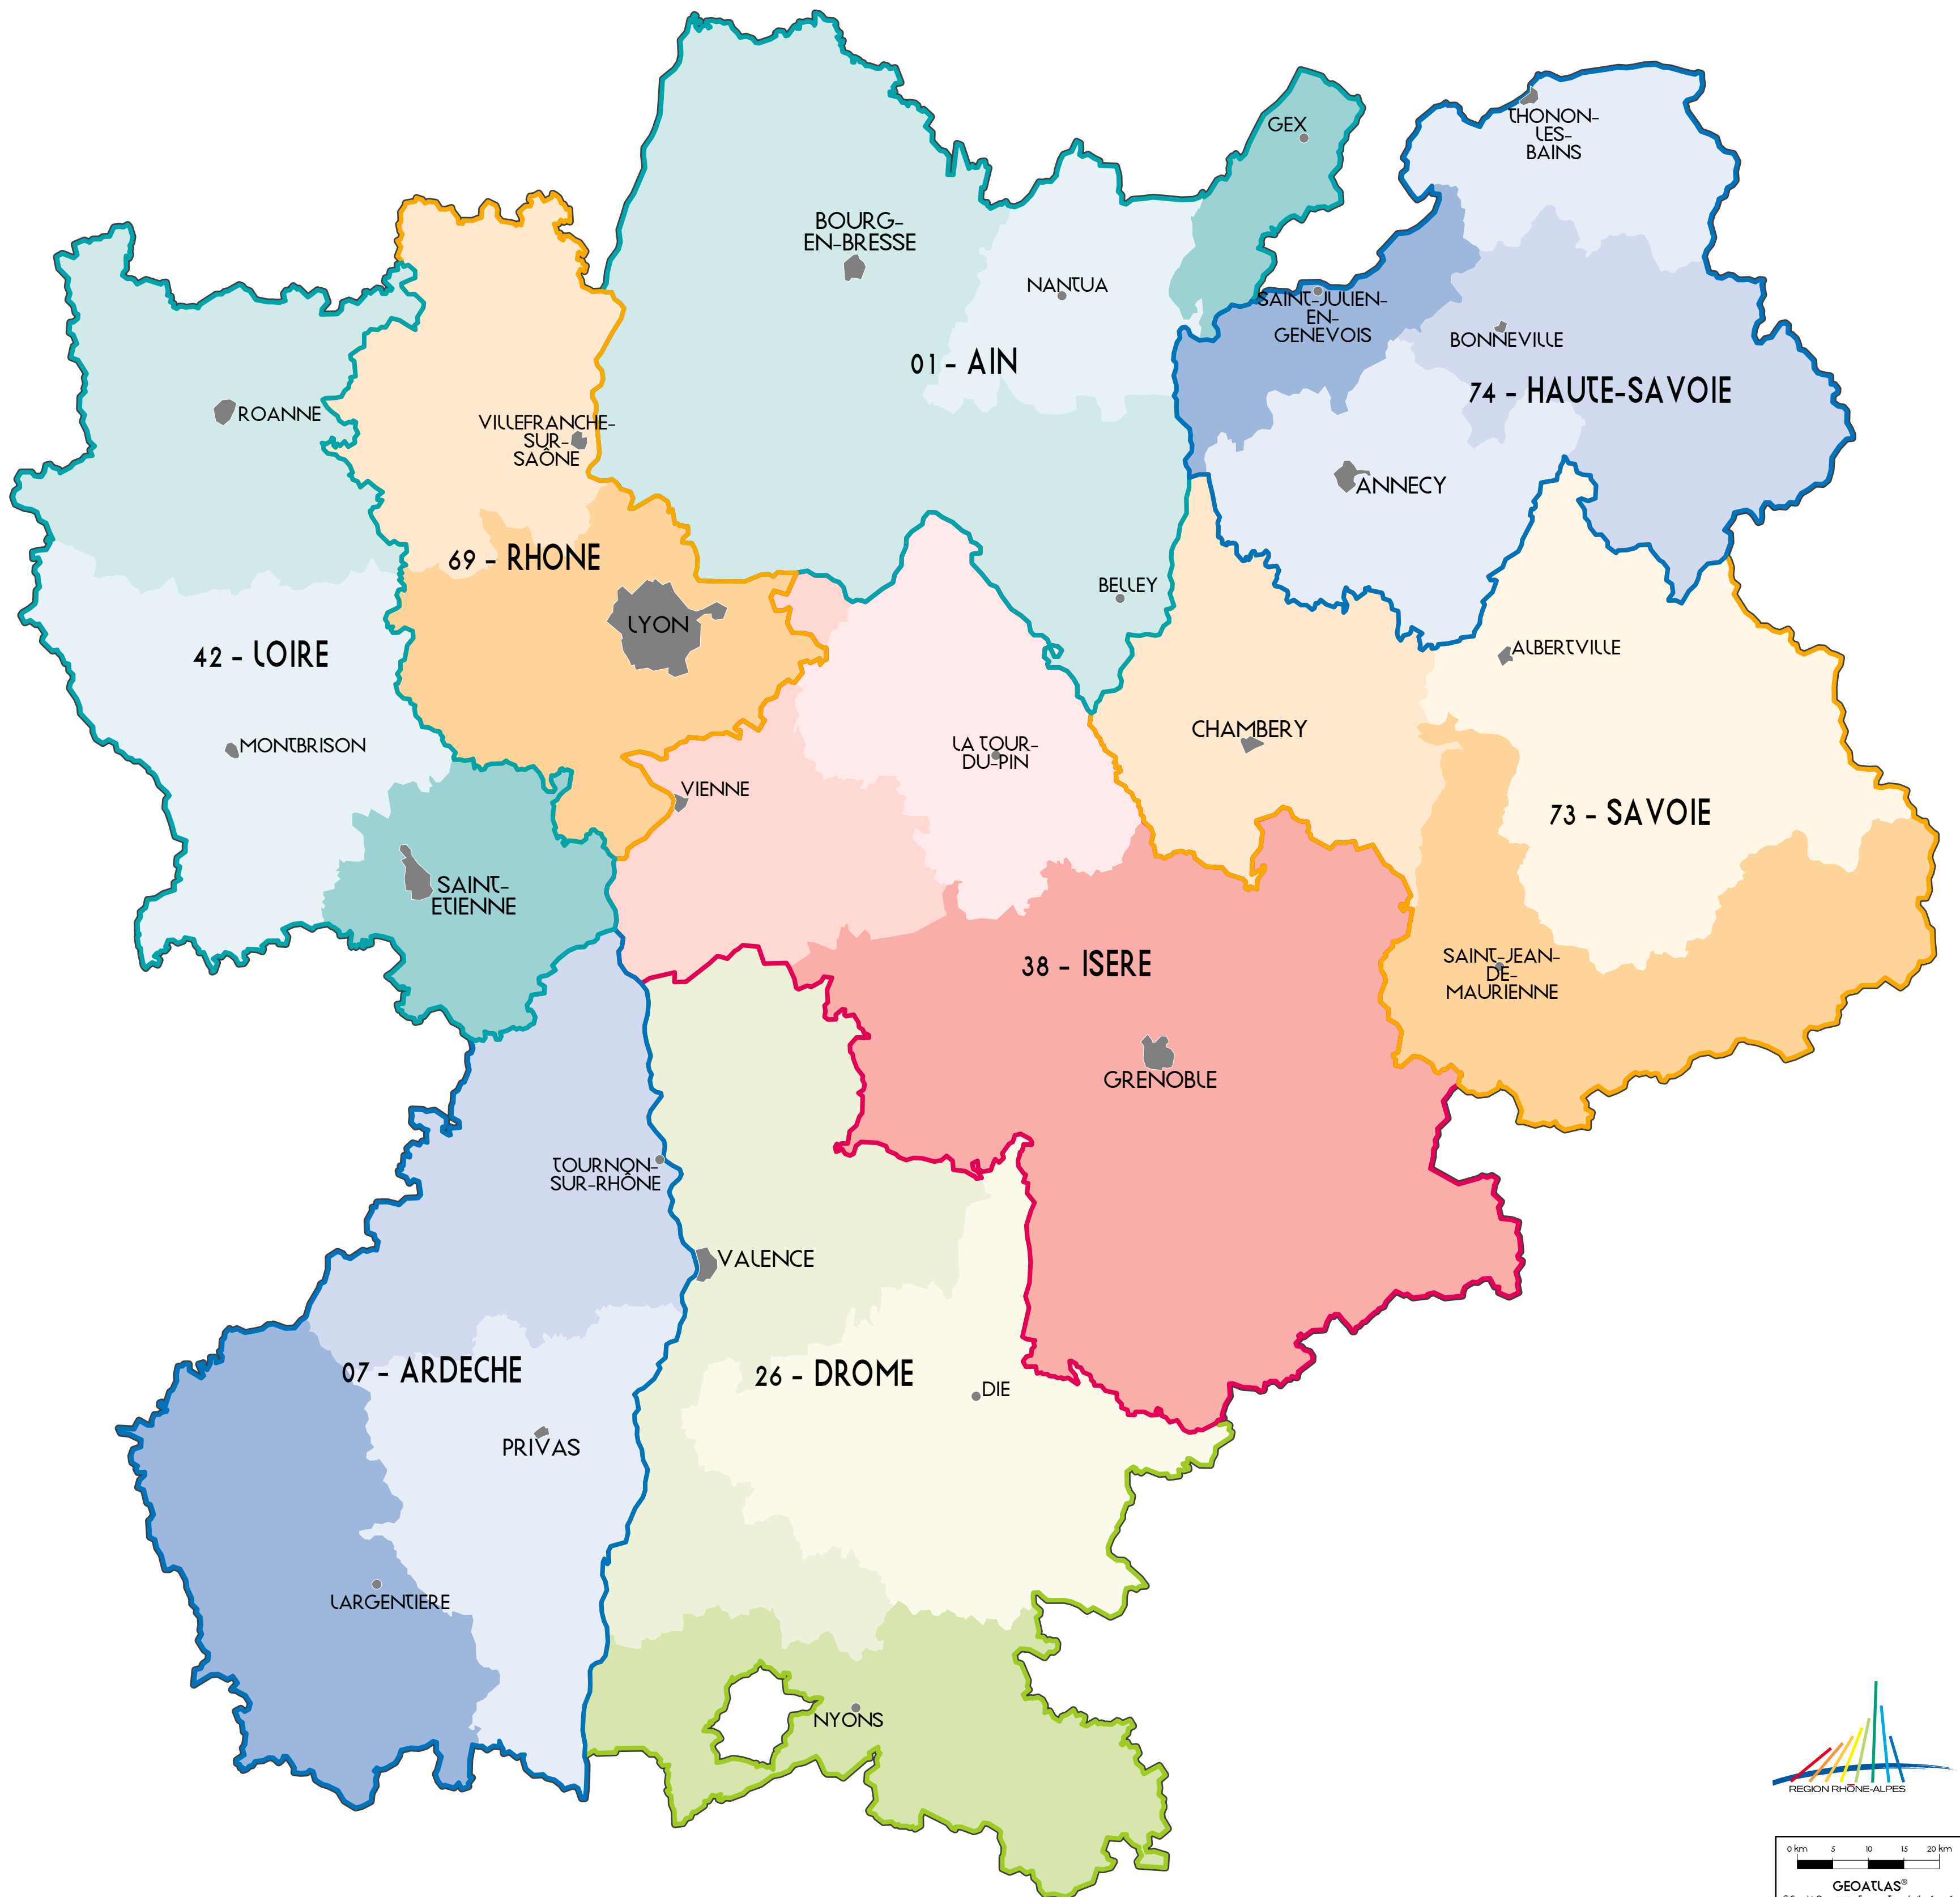 GEX
THONON-
LES-
BAINS
BOURG-
EN-BRESSE
NANTUA
SAINT-JULIEN-
EN-
GENEVOIS
BONNEVILLE
01 - AIN
74 - HAUTE-SAVOIE
ROANNE
VILLEFRANCHE-
SUR-
SAÔNE
ANNECY
69 - RHONE
BELLEY
LYON
42 - LOIRE
ALBERTVILLE
MONTBRISON
CHAMBERY
LA TOUR-
DU-PIN
VIENNE
73 - SAVOIE
SAINT-
ETIENNE
38 - ISERE
SAINT-JEAN-
DE-
MAURIENNE
GRENOBLE
TOURNON-
SUR-RHÔNE
VALENCE
07 - ARDECHE
26 - DROME
DIE
PRIVAS
LARGENTIERE
NYONS
REGION RHÔNE-ALPES
0 km 5 10 15 20 km
GEOATLAS®